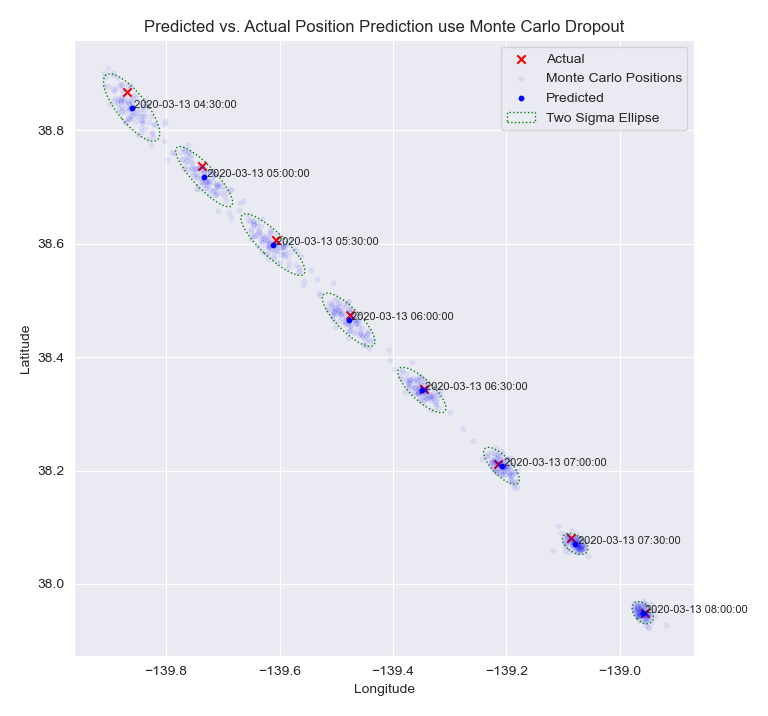 Predicted vs. Actual Position Prediction use Monte Carlo Dropout
Actual
Monte Carlo Positions
Predicted
Two Sigma Ellipse
2020-03-13 04:30:00
2020-03-13 05:00:00
2020-03-13 05:30:00
2020-03-13 06:00:00
2020-03-13 06:30:00
2020-03-13 07:00:00
2020-03-13 07:30:00
2020-03-13 08:00:00
Latitude
38.8
38.6
38.4
38.2
38.0
−139.8
−139.6
−139.4
−139.2
−139.0
Longitude